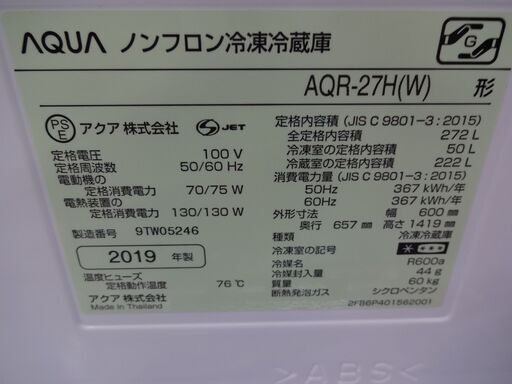 AQUA ノンフロン冷凍冷蔵庫
G
AQR-27H(W) 形
PS E アクア 株式会社 S JET
定格電圧 100 V
定格周波数 50/60 Hz
電動機の
定格消費電力 70/75 W
電熱装置の
定格消費電力 130/130 W
製造番号 9TW05246
2019 年製
温度ヒューズ
定格動作温度 76℃
アクア 株式会社
Made in Thailand
定格内容積 (JIS C 9801-3 : 2015)
全定格内容積 272 L
冷凍室の定格内容積 50 L
冷蔵室の定格内容積 222 L
消費電力量 (JIS C 9801-3 : 2015)
50Hz 367 kWh/年
60Hz 367 kWh/年
外形寸法 幅 600 mm
奥行 657 mm 高さ 1419 mm
種類 冷凍冷蔵庫
冷凍室の記号
冷媒名 R600a
冷媒封入量 44 g
質量 60 kg
断熱発泡ガス シクロペンタン
2FB6P401562001
>ABS<